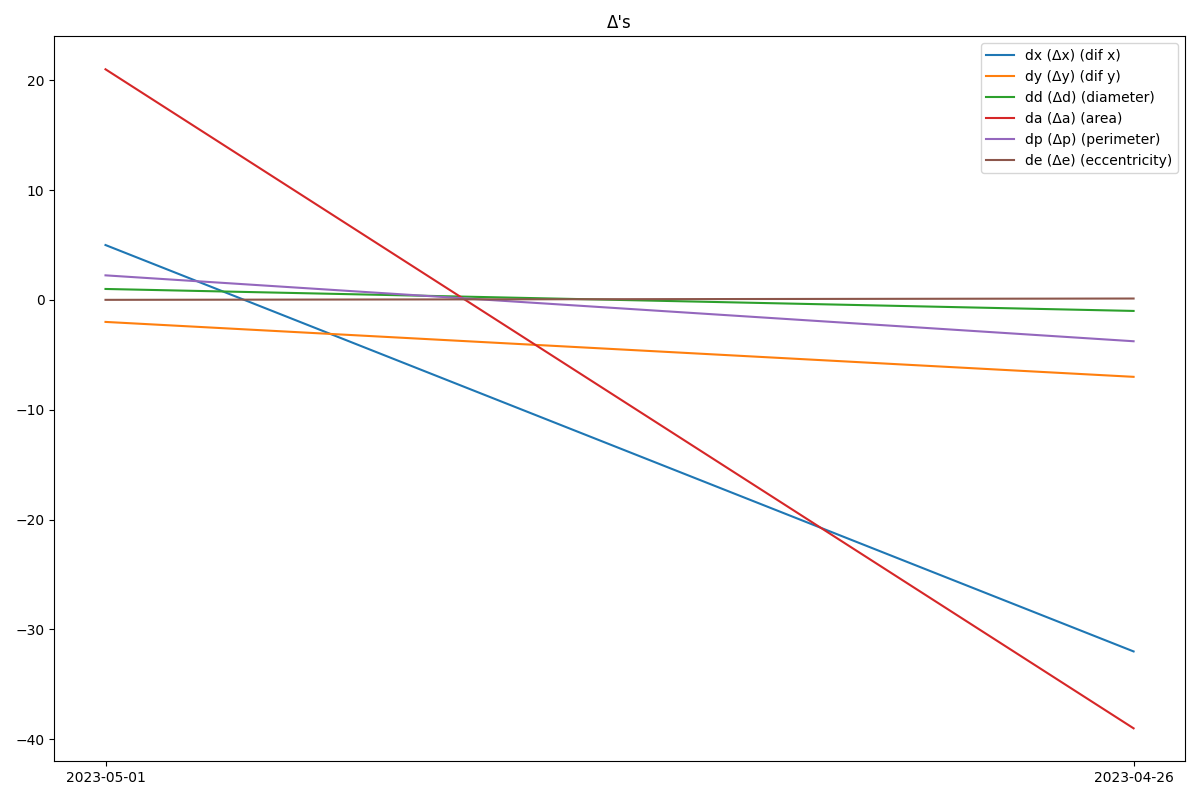 Δ's
dx (Δx) (dif x)
dy (Δy) (dif y)
dd (Δd) (diameter)
da (Δa) (area)
dp (Δp) (perimeter)
de (Δe) (eccentricity)
20
10
0
−10
−20
−30
−40
2023-05-01
2023-04-26